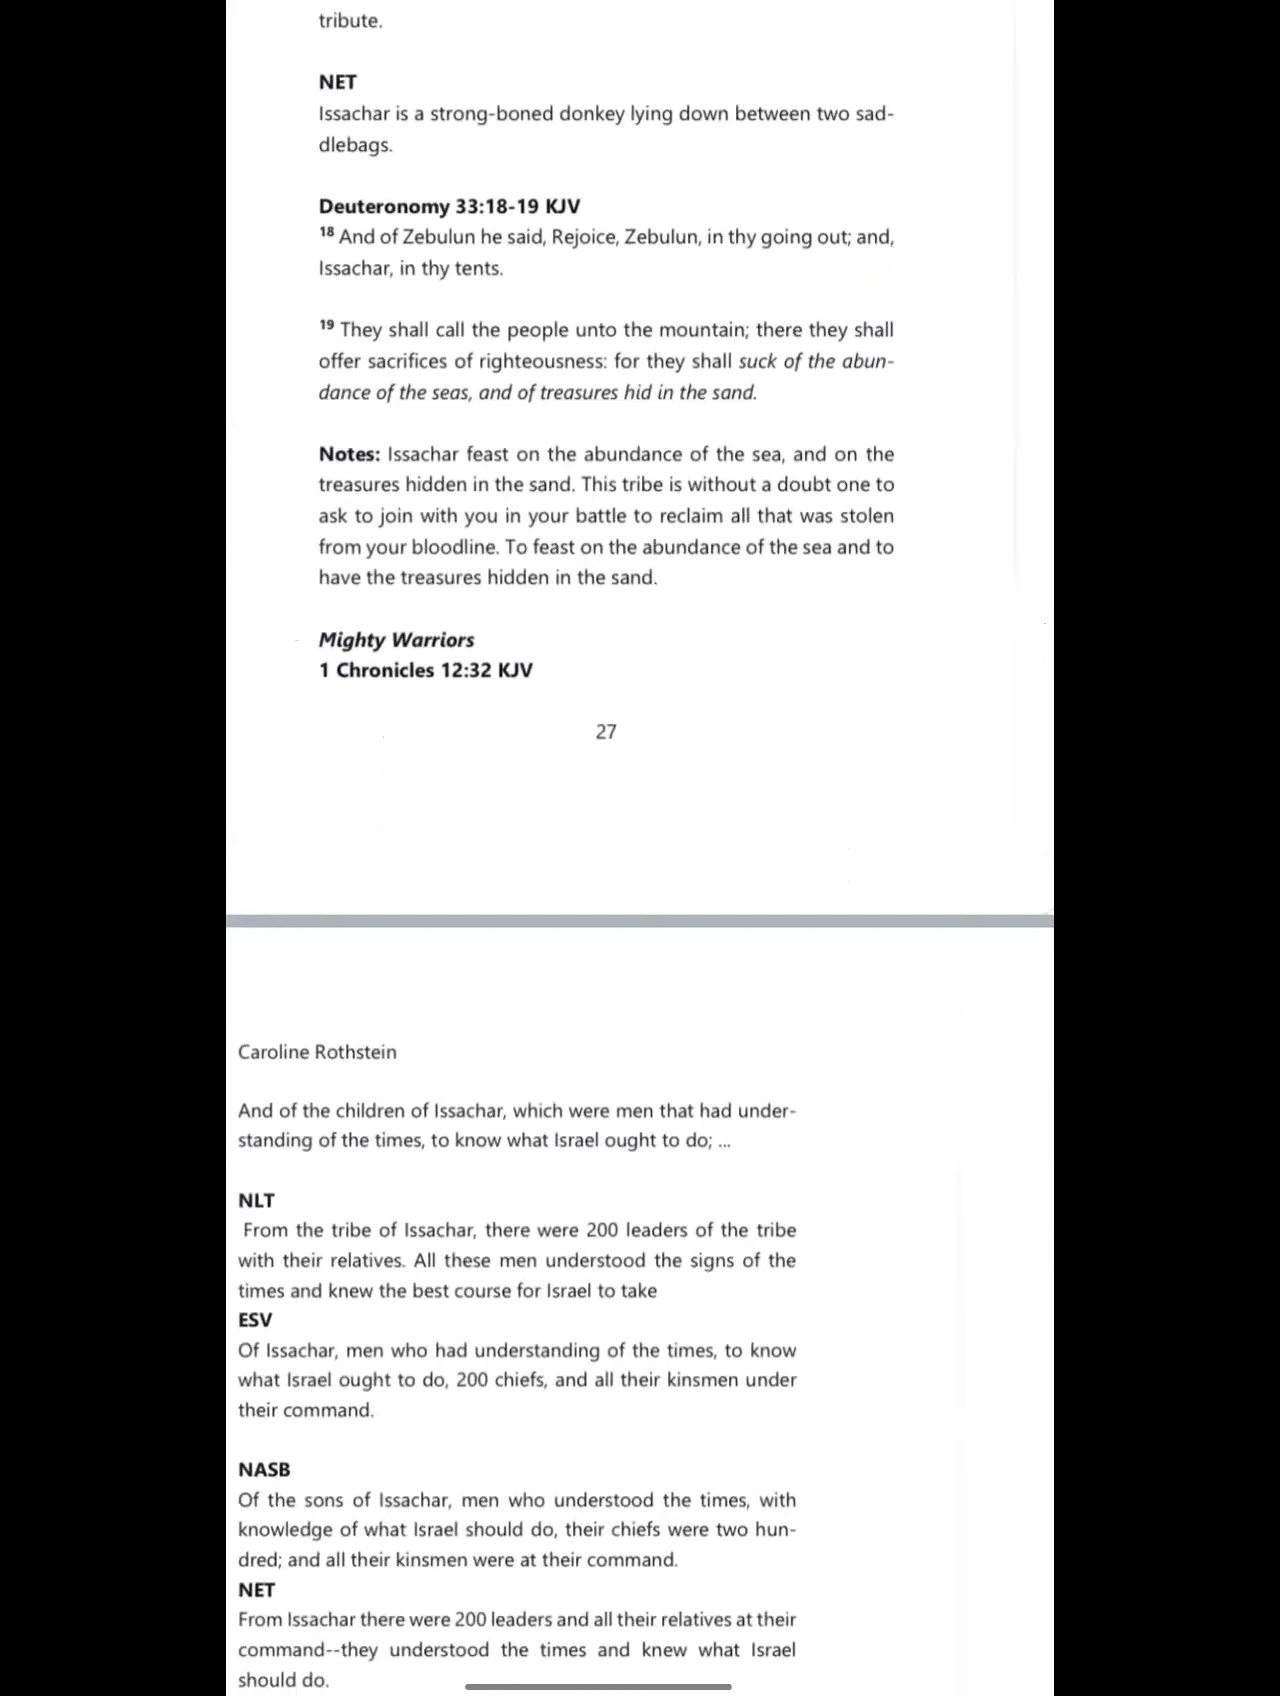 tribute.
NET
Issachar is a strong-boned donkey lying down between two sad-
dlebags.
Deuteronomy 33:18-19 KJV
18 And of Zebulun he said, Rejoice, Zebulun, in thy going out; and,
Issachar, in thy tents.
19 They shall call the people unto the mountain; there they shall
offer sacrifices of righteousness: for they shall suck of the abun-
dance of the seas, and of treasures hid in the sand.
Notes: Issachar feast on the abundance of the sea, and on the
treasures hidden in the sand. This tribe is without a doubt one to
ask to join with you in your battle to reclaim all that was stolen
from your bloodline. To feast on the abundance of the sea and to
have the treasures hidden in the sand.
Mighty Warriors
1 Chronicles 12:32 KJV
27
Caroline Rothstein
And of the children of Issachar, which were men that had under-
standing of the times, to know what Israel ought to do; ...
NLT
From the tribe of Issachar, there were 200 leaders of the tribe
with their relatives. All these men understood the signs of the
times and knew the best course for Israel to take
ESV
Of Issachar, men who had understanding of the times, to know
what Israel ought to do, 200 chiefs, and all their kinsmen under
their command.
NASB
Of the sons of Issachar, men who understood the times, with
knowledge of what Israel should do, their chiefs were two hun-
dred; and all their kinsmen were at their command.
NET
From Issachar there were 200 leaders and all their relatives at their
command--they understood the times and knew what Israel
should do.